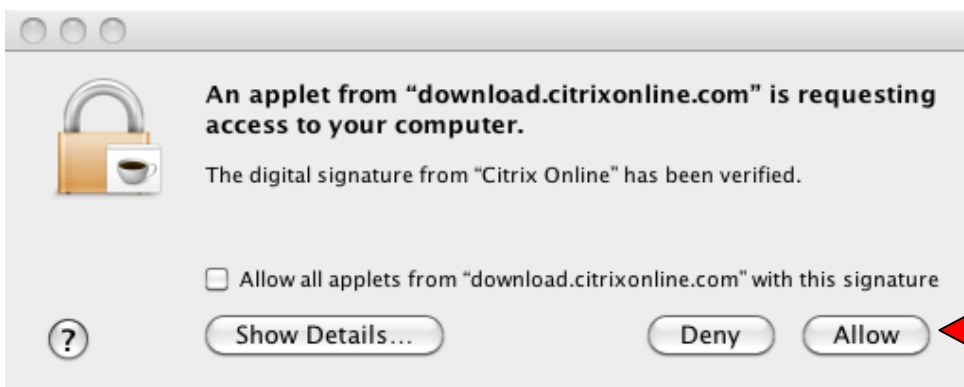 An applet from “download.citrixonline.com” is requesting
access to your computer.
The digital signature from “Citrix Online” has been verified.
Allow all applets from “download.citrixonline.com” with this signature
?
Show Details...
Deny
Allow